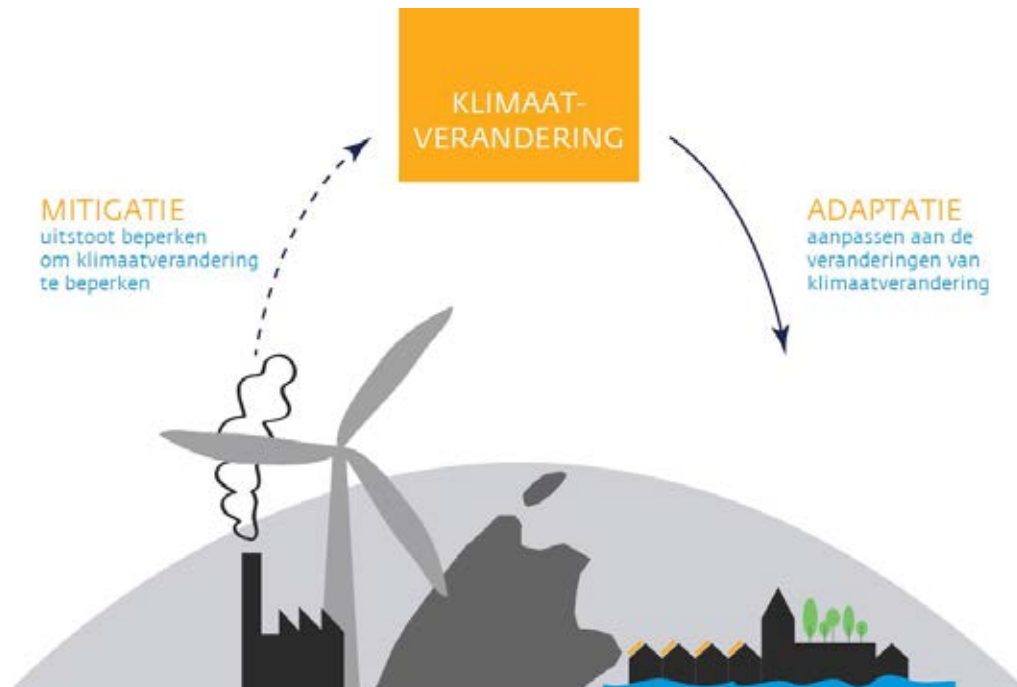 KLIMAAT-
VERANDERING
MITIGATIE
uitstoot beperken
om klimaatverandering
te beperken
ADAPTATIE
aanpassen aan de
veranderingen van
klimaatverandering